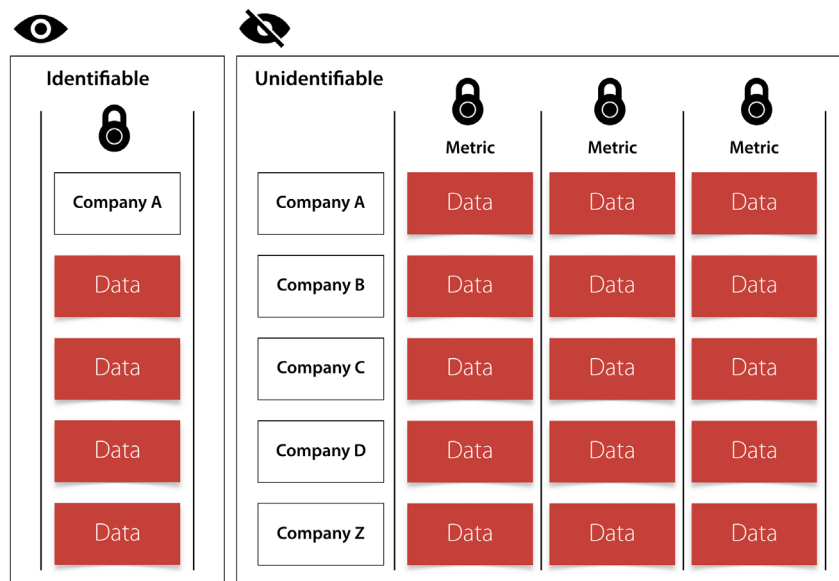 Identifiable
Company A
Data
Data
Data
Data
Unidentifiable
Metric Metric Metric
Company A Data Data Data
Company B Data Data Data
Company C Data Data Data
Company D Data Data Data
Company Z Data Data Data